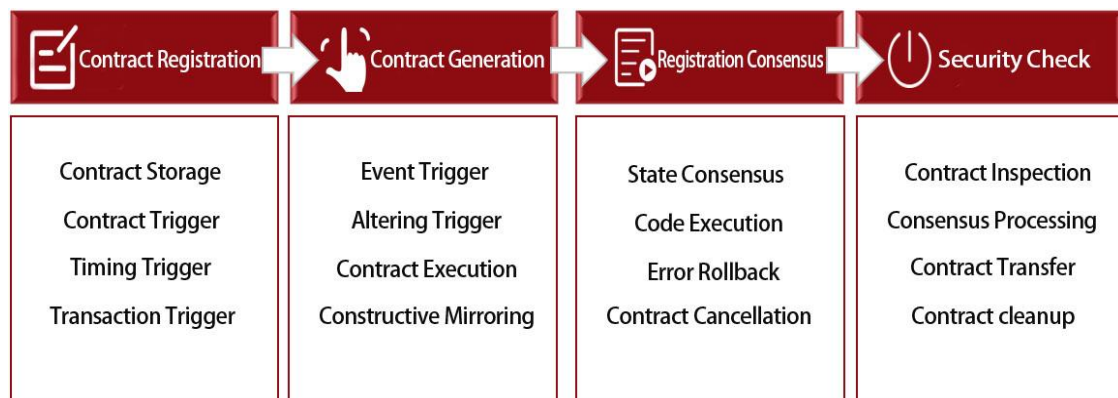 Contract Registration
Contract Generation
Registration Consensus
Security Check
Contract Storage
Contract Trigger
Timing Trigger
Transaction Trigger
Event Trigger
Altering Trigger
Contract Execution
Constructive Mirroring
State Consensus
Code Execution
Error Rollback
Contract Cancellation
Contract Inspection
Consensus Processing
Contract Transfer
Contract cleanup